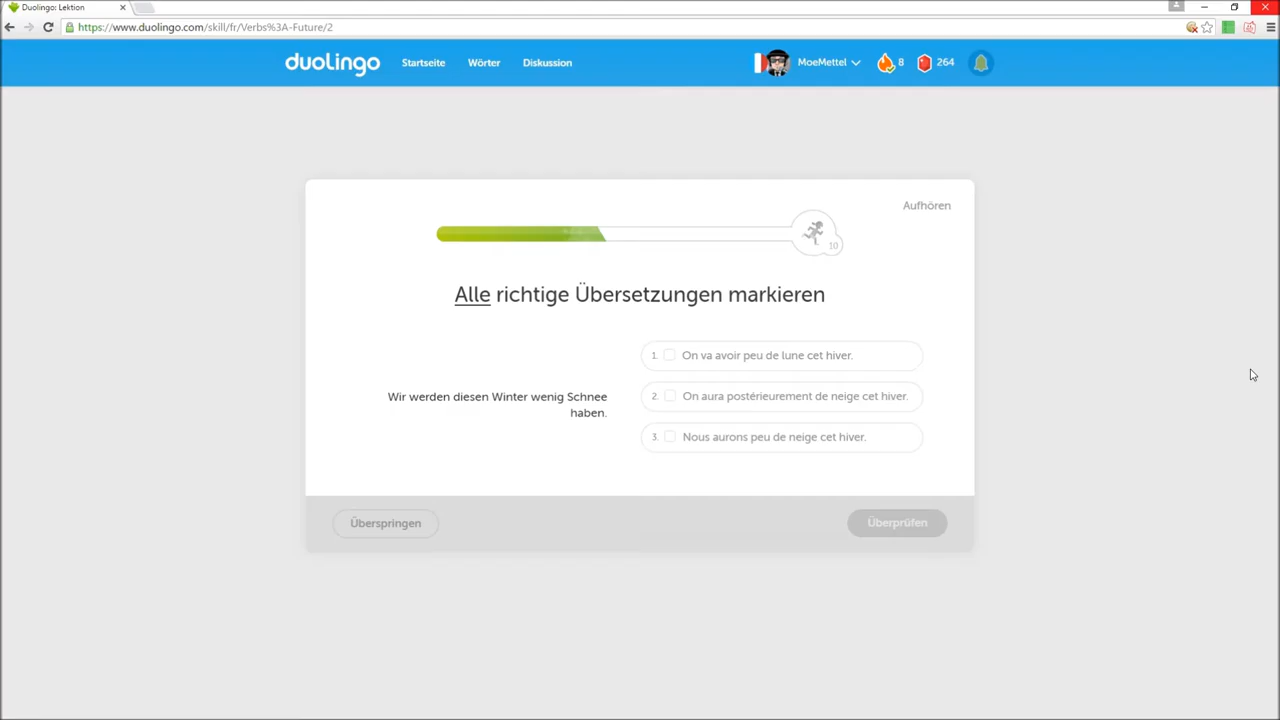 Duolingo: Lektion
https://www.duolingo.com/skill/fr/Verbs%3A-Future/2
duolingo Startseite Wörter Diskussion MoeMettel 8 264
Aufhören
10
Alle richtige Übersetzungen markieren
Wir werden diesen Winter wenig Schnee
haben.
1. On va avoir peu de lune cet hiver.
2. On aura postérieurement de neige cet hiver.
3. Nous aurons peu de neige cet hiver.
Überspringen Überprüfen